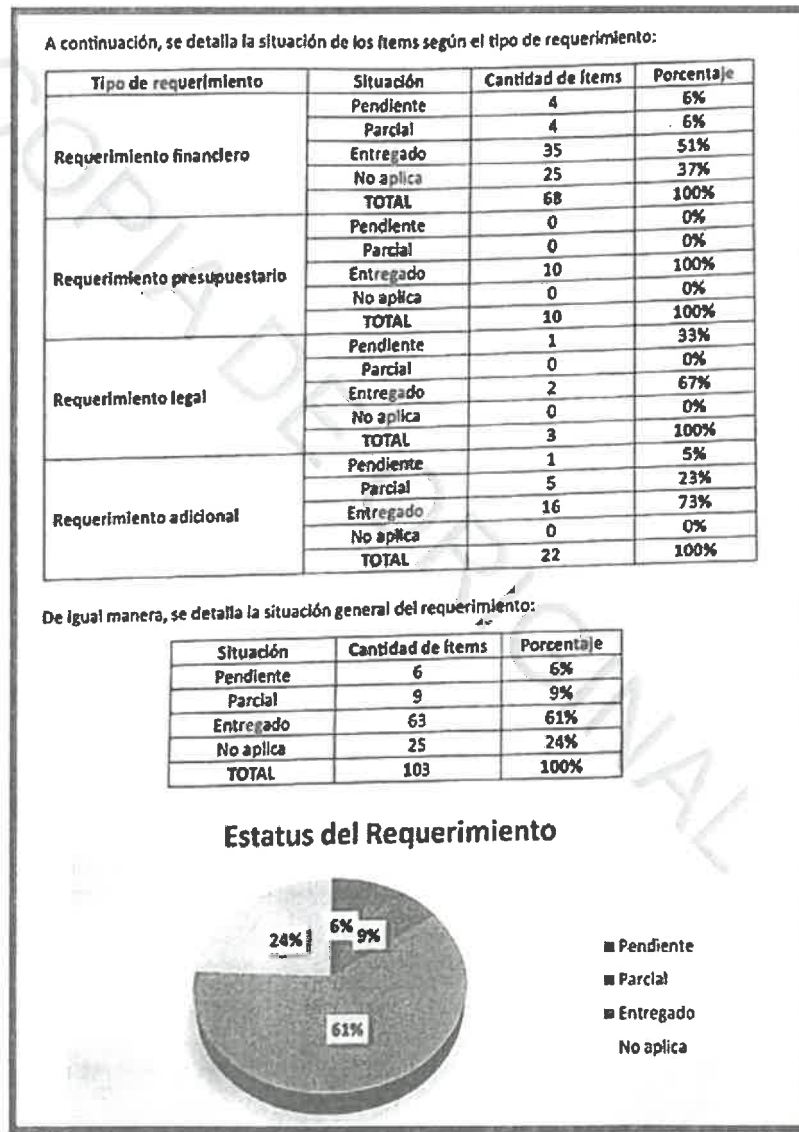 A continuación, se detalla la situación de los ítems según el tipo de requerimiento:
Tipo de requerimiento Situación Cantidad de ítems Porcentaje
Requerimiento financiero
Pendiente 4 6%
Parcial 4 6%
Entregado 35 51%
No aplica 25 37%
TOTAL 68 100%
Requerimiento presupuestario
Pendiente 0 0%
Parcial 0 0%
Entregado 10 100%
No aplica 0 0%
TOTAL 10 100%
Requerimiento legal
Pendiente 1 33%
Parcial 0 0%
Entregado 2 67%
No aplica 0 0%
TOTAL 3 100%
Requerimiento adicional
Pendiente 1 5%
Parcial 5 23%
Entregado 16 73%
No aplica 0 0%
TOTAL 22 100%
De igual manera, se detalla la situación general del requerimiento:
Situación Cantidad de ítems Porcentaje
Pendiente 6 6%
Parcial 9 9%
Entregado 63 61%
No aplica 25 24%
TOTAL 103 100%
Estatus del Requerimiento
24% 6% 9%
61%
Pendiente
Parcial
Entregado
No aplica
COPIA DE ORIGINAL